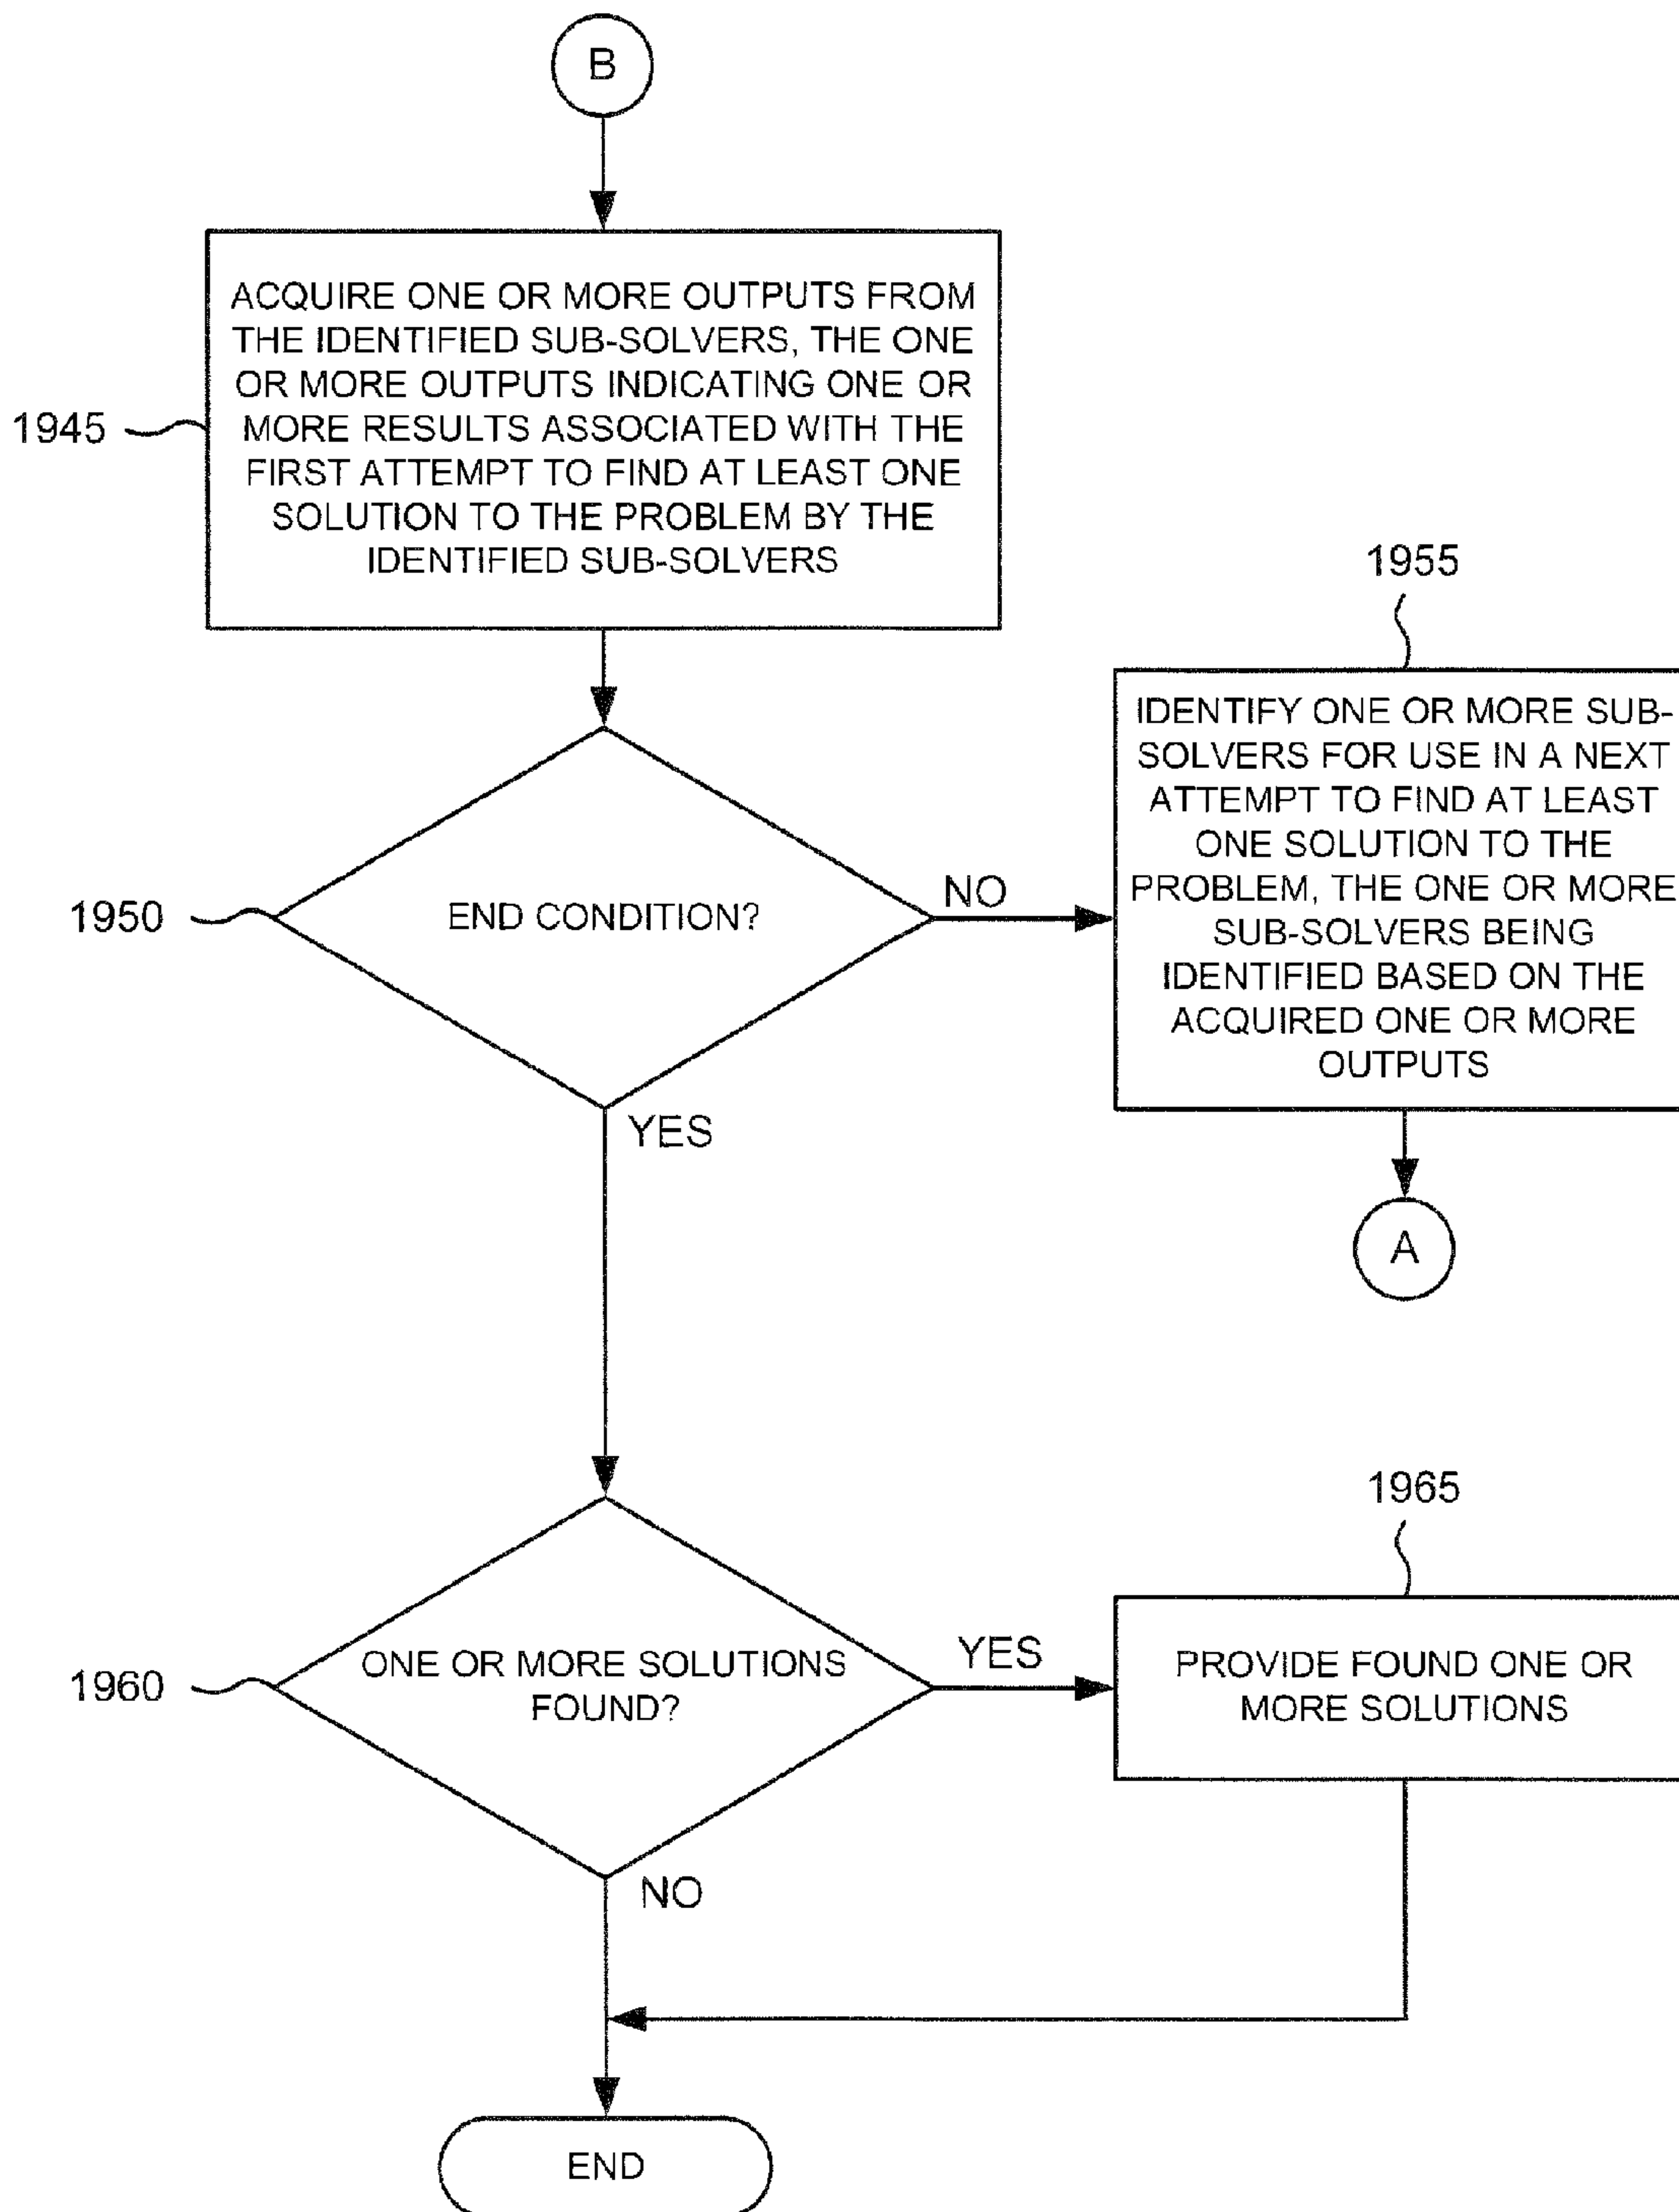 B
ACQUIRE ONE OR MORE OUTPUTS FROM
THE IDENTIFIED SUB-SOLVERS, THE ONE
OR MORE OUTPUTS INDICATING ONE OR
MORE RESULTS ASSOCIATED WITH THE
FIRST ATTEMPT TO FIND AT LEAST ONE
SOLUTION TO THE PROBLEM BY THE
IDENTIFIED SUB-SOLVERS
1945
1955
IDENTIFY ONE OR MORE SUB-
SOLVERS FOR USE IN A NEXT
ATTEMPT TO FIND AT LEAST
ONE SOLUTION TO THE
PROBLEM, THE ONE OR MORE
SUB-SOLVERS BEING
IDENTIFIED BASED ON THE
ACQUIRED ONE OR MORE
OUTPUTS
1950
END CONDITION?
NO
YES
A
1965
1960
ONE OR MORE SOLUTIONS
FOUND?
YES
PROVIDE FOUND ONE OR
MORE SOLUTIONS
NO
END